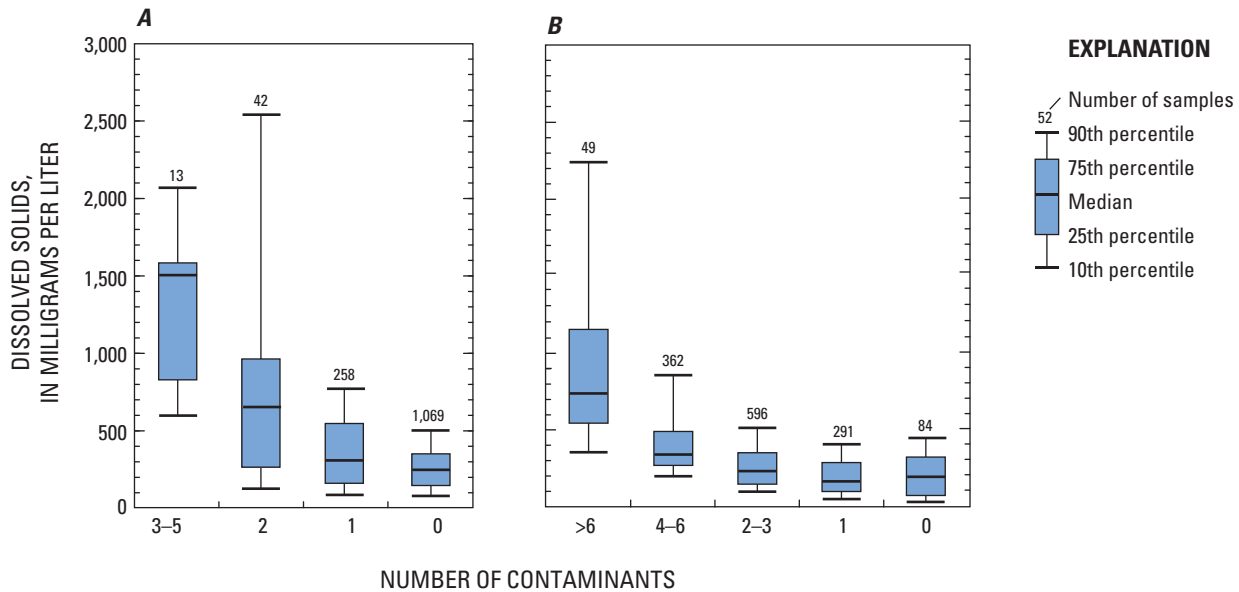 A
B
3,000
2,500
2,000
1,500
1,000
500
0
DISSOLVED SOLIDS,
IN MILLIGRAMS PER LITER
13
42
258
1,069
3–5
2
1
0
49
362
596
291
84
>6
4–6
2–3
1
0
NUMBER OF CONTAMINANTS
EXPLANATION
Number of samples
52
90th percentile
75th percentile
Median
25th percentile
10th percentile